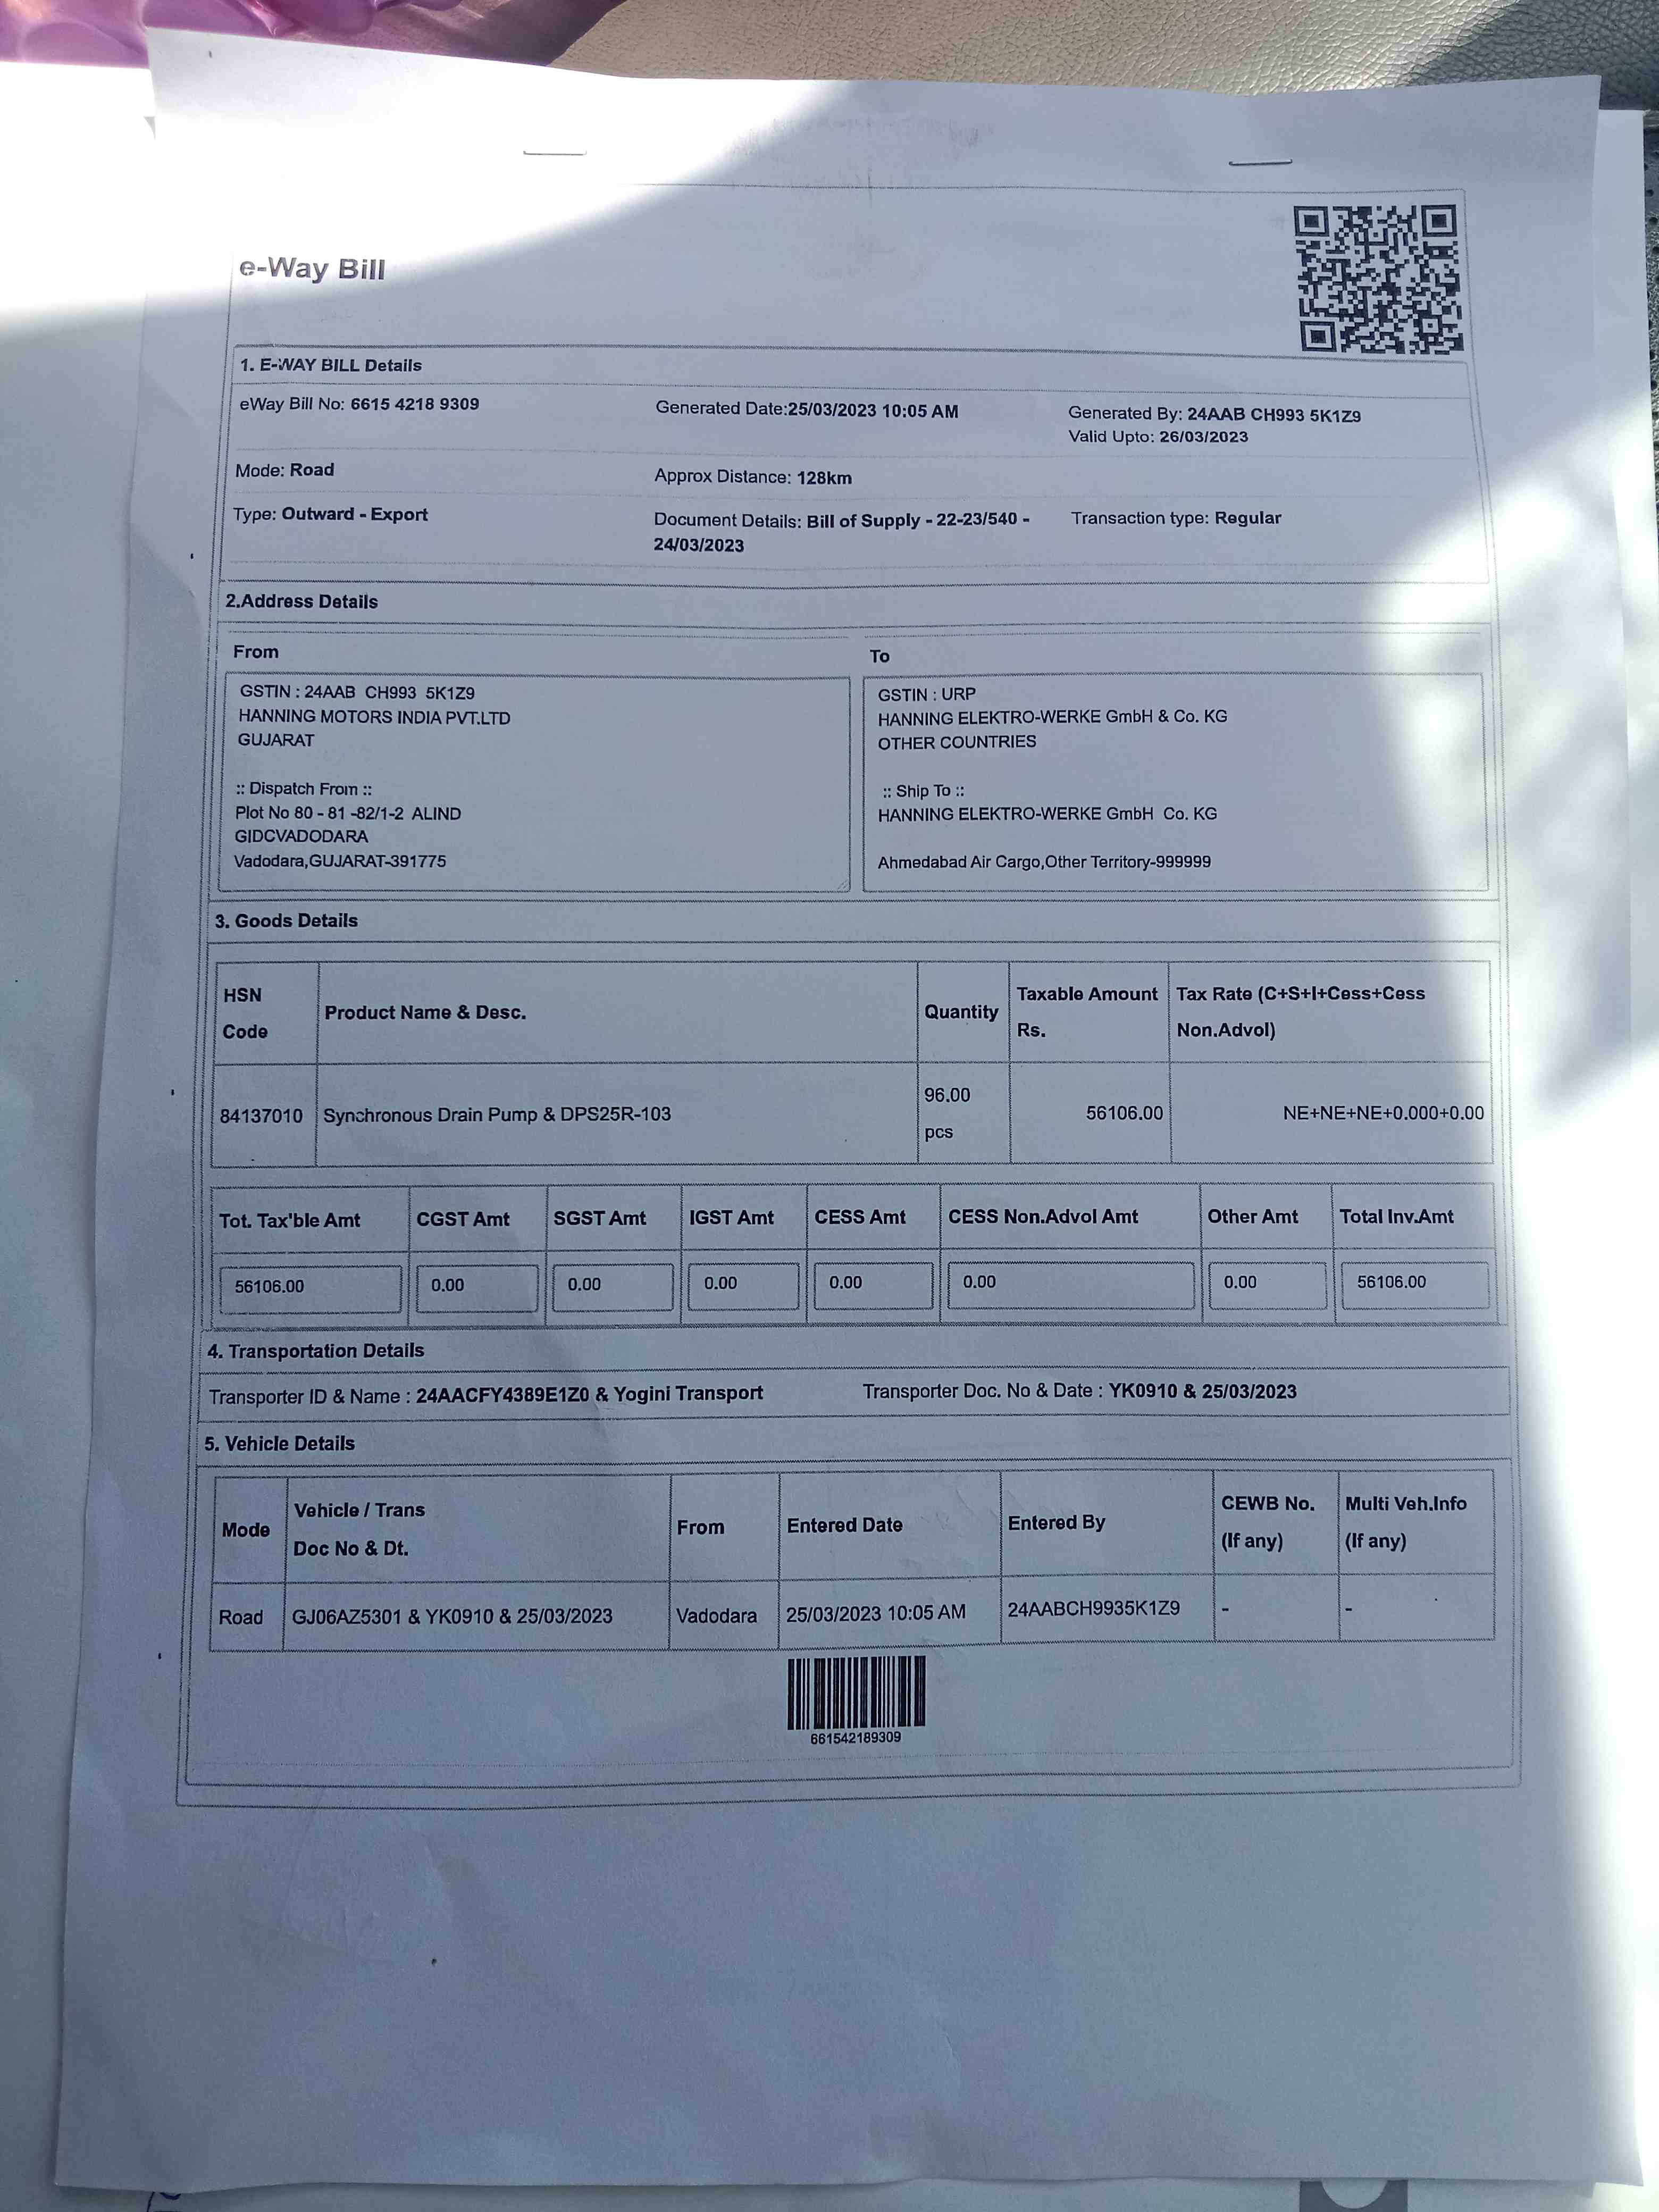 e-Way Bill
1. E-WAY BILL Details
eWay Bill No: 6615 4218 9309
Generated Date:25/03/2023 10:05 AM
Generated By: 24AAB CH993 5K1Z9
Valid Upto: 26/03/2023
Mode: Road
Approx Distance: 128km
Type: Outward - Export
Document Details: Bill of Supply - 22-23/540 -
24/03/2023
Transaction type: Regular
2.Address Details
From
GSTIN : 24AAB CH993 5K1Z9
HANNING MOTORS INDIA PVT.LTD
GUJARAT
:: Dispatch From ::
Plot No 80 - 81 -82/1-2 ALIND
GIDCVADODARA
Vadodara,GUJARAT-391775
To
GSTIN : URP
HANNING ELEKTRO-WERKE GmbH & Co. KG
OTHER COUNTRIES
:: Ship To ::
HANNING ELEKTRO-WERKE GmbH Co. KG
Ahmedabad Air Cargo,Other Territory-999999
3. Goods Details
HSN
Code
Product Name & Desc.
Quantity
Taxable Amount
Rs.
Tax Rate (C+S+I+Cess+Cess
Non.Advol)
84137010
Synchronous Drain Pump & DPS25R-103
96.00
pcs
56106.00
NE+NE+NE+0.000+0.00
Tot. Tax'ble Amt
CGST Amt
SGST Amt
IGST Amt
CESS Amt
CESS Non.Advol Amt
Other Amt
Total Inv.Amt
56106.00
0.00
0.00
0.00
0.00
0.00
0.00
56106.00
4. Transportation Details
Transporter ID & Name : 24AACFY4389E1Z0 & Yogini Transport
Transporter Doc. No & Date : YK0910 & 25/03/2023
5. Vehicle Details
Mode
Vehicle / Trans
Doc No & Dt.
From
Entered Date
Entered By
CEWB No.
(If any)
Multi Veh.Info
(If any)
Road
GJ06AZ5301 & YK0910 & 25/03/2023
Vadodara
25/03/2023 10:05 AM
24AABCH9935K1Z9
-
-
661542189309